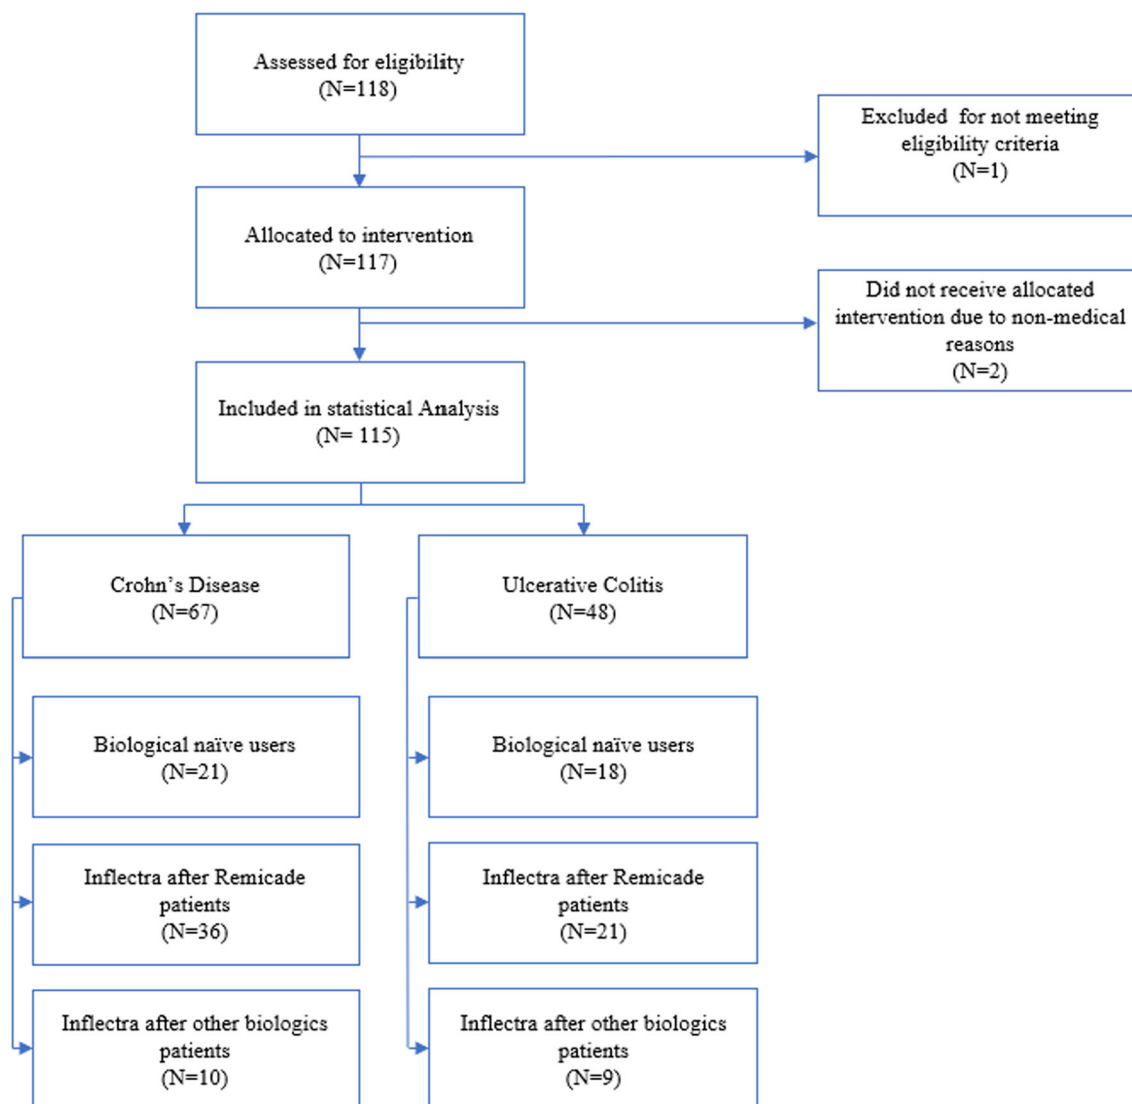 Assessed for eligibility
(N=118)
Excluded for not meeting
eligibility criteria
(N=1)
Allocated to intervention
(N=117)
Did not receive allocated
intervention due to non-medical
reasons
(N=2)
Included in statistical Analysis
(N= 115)
Crohn’s Disease
(N=67)
Ulcerative Colitis
(N=48)
Biological naïve users
(N=21)
Biological naïve users
(N=18)
Inflectra after Remicade
patients
(N=36)
Inflectra after Remicade
patients
(N=21)
Inflectra after other biologics
patients
(N=10)
Inflectra after other biologics
patients
(N=9)